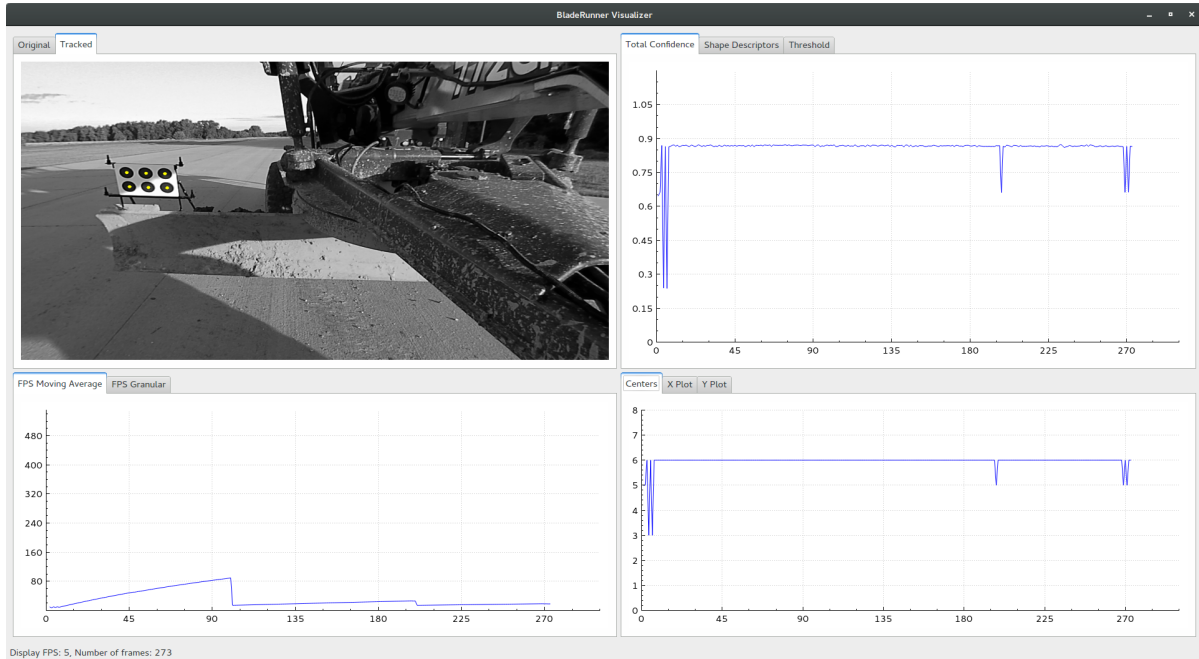 BladeRunner Visualizer
Original Tracked
Total Confidence Shape Descriptors Threshold
1.05
0.9
0.75
0.6
0.45
0.3
0.15
0
0 45 90 135 180 225 270
FPS Moving Average FPS Granular
480
400
320
240
160
80
0 45 90 135 180 225 270
Centers X Plot Y Plot
8
7
6
5
4
3
2
1
0
0 45 90 135 180 225 270
Display FPS: 5, Number of frames: 273